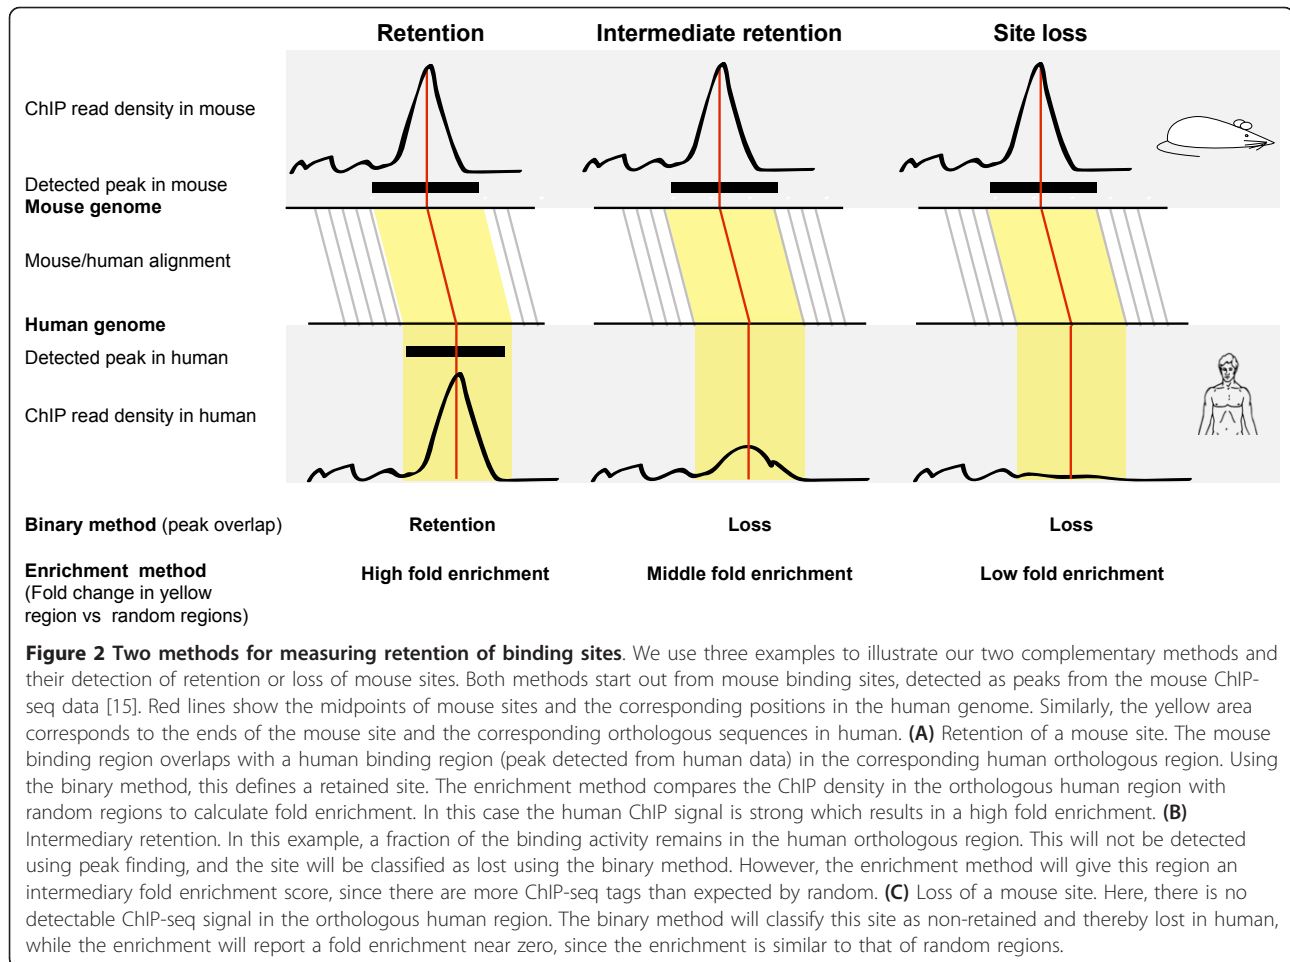 Retention Intermediate retention Site loss
ChIP read density in mouse
Detected peak in mouse
Mouse genome
Mouse/human alignment
Human genome
Detected peak in human
ChIP read density in human
Binary method (peak overlap) Retention Loss Loss
Enrichment method High fold enrichment Middle fold enrichment Low fold enrichment
(Fold change in yellow
region vs random regions)
Figure 2 Two methods for measuring retention of binding sites. We use three examples to illustrate our two complementary methods and
their detection of retention or loss of mouse sites. Both methods start out from mouse binding sites, detected as peaks from the mouse ChIP-
seq data [15]. Red lines show the midpoints of mouse sites and the corresponding positions in the human genome. Similarly, the yellow area
corresponds to the ends of the mouse site and the corresponding orthologous sequences in human. (A) Retention of a mouse site. The mouse
binding region overlaps with a human binding region (peak detected from human data) in the corresponding human orthologous region. Using
the binary method, this defines a retained site. The enrichment method compares the ChIP density in the orthologous human region with
random regions to calculate fold enrichment. In this case the human ChIP signal is strong which results in a high fold enrichment. (B)
Intermediary retention. In this example, a fraction of the binding activity remains in the human orthologous region. This will not be detected
using peak finding, and the site will be classified as lost using the binary method. However, the enrichment method will give this region an
intermediary fold enrichment score, since there are more ChIP-seq tags than expected by random. (C) Loss of a mouse site. Here, there is no
detectable ChIP-seq signal in the orthologous human region. The binary method will classify this site as non-retained and thereby lost in human,
while the enrichment will report a fold enrichment near zero, since the enrichment is similar to that of random regions.